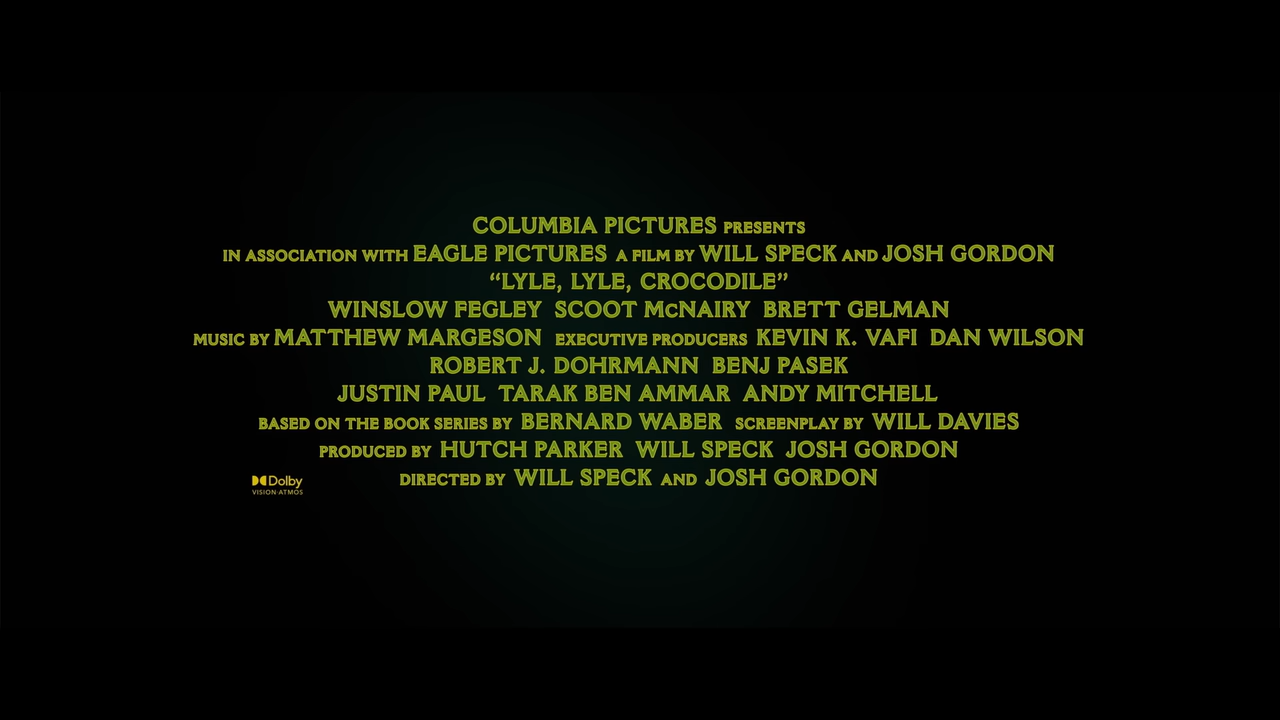 COLUMBIA PICTURES PRESENTS
IN ASSOCIATION WITH EAGLE PICTURES A FILM BY WILL SPECK AND JOSH GORDON
“LYLE, LYLE, CROCODILE”
WINSLOW FEGLEY SCOOT McNAIRY BRETT GELMAN
MUSIC BY MATTHEW MARGESON EXECUTIVE PRODUCERS KEVIN K. VAFI DAN WILSON
ROBERT J. DOHRMANN BENJ PASEK
JUSTIN PAUL TARAK BEN AMMAR ANDY MITCHELL
BASED ON THE BOOK SERIES BY BERNARD WABER SCREENPLAY BY WILL DAVIES
PRODUCED BY HUTCH PARKER WILL SPECK JOSH GORDON
DIRECTED BY WILL SPECK AND JOSH GORDON
Dolby
VISION·ATMOS